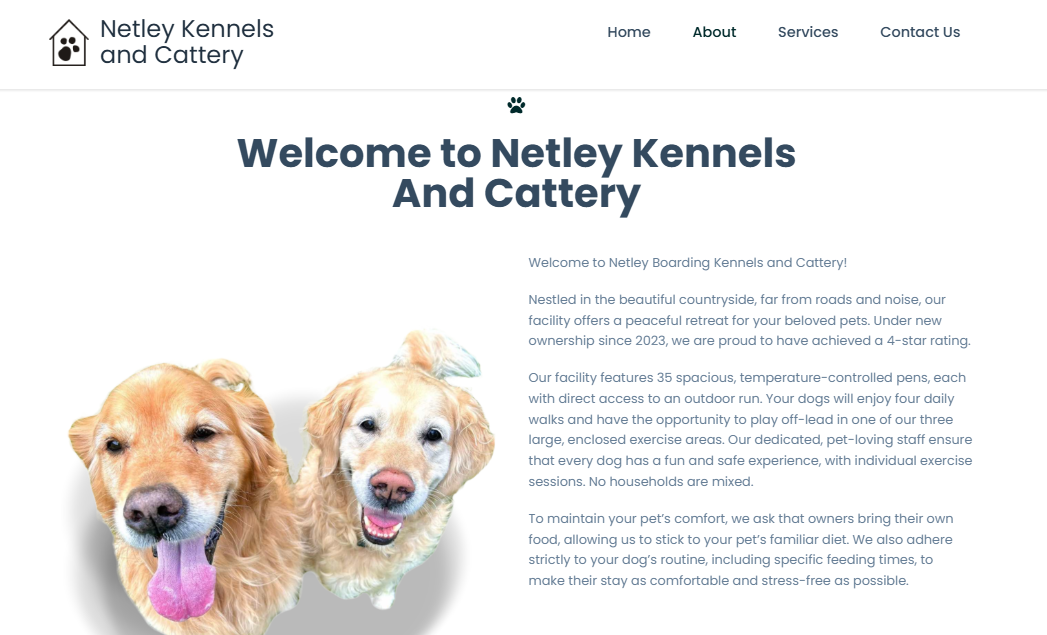 Netley Kennels
and Cattery
Home
About
Services
Contact Us
Welcome to Netley Kennels
And Cattery
Welcome to Netley Boarding Kennels and Cattery!
Nestled in the beautiful countryside, far from roads and noise, our
facility offers a peaceful retreat for your beloved pets. Under new
ownership since 2023, we are proud to have achieved a 4-star rating.
Our facility features 35 spacious, temperature-controlled pens, each
with direct access to an outdoor run. Your dogs will enjoy four daily
walks and have the opportunity to play off-lead in one of our three
large, enclosed exercise areas. Our dedicated, pet-loving staff ensure
that every dog has a fun and safe experience, with individual exercise
sessions. No households are mixed.
To maintain your pet’s comfort, we ask that owners bring their own
food, allowing us to stick to your pet’s familiar diet. We also adhere
strictly to your dog’s routine, including specific feeding times, to
make their stay as comfortable and stress-free as possible.